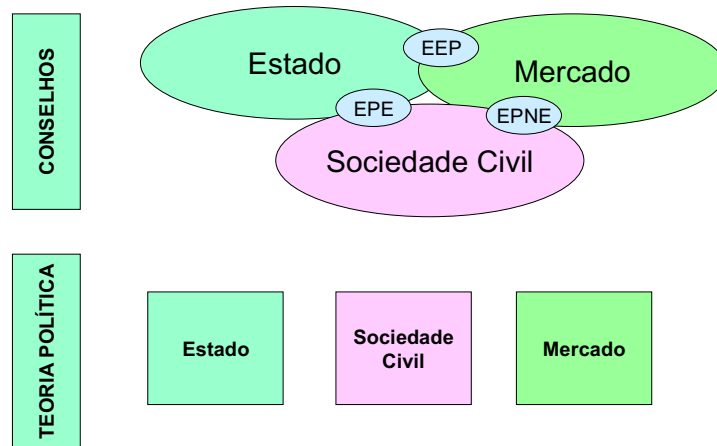 CONSELHOS
Estado
EEP
Mercado
EPE
EPNE
Sociedade Civil
TEORIA POLÍTICA
Estado
Sociedade
Civil
Mercado